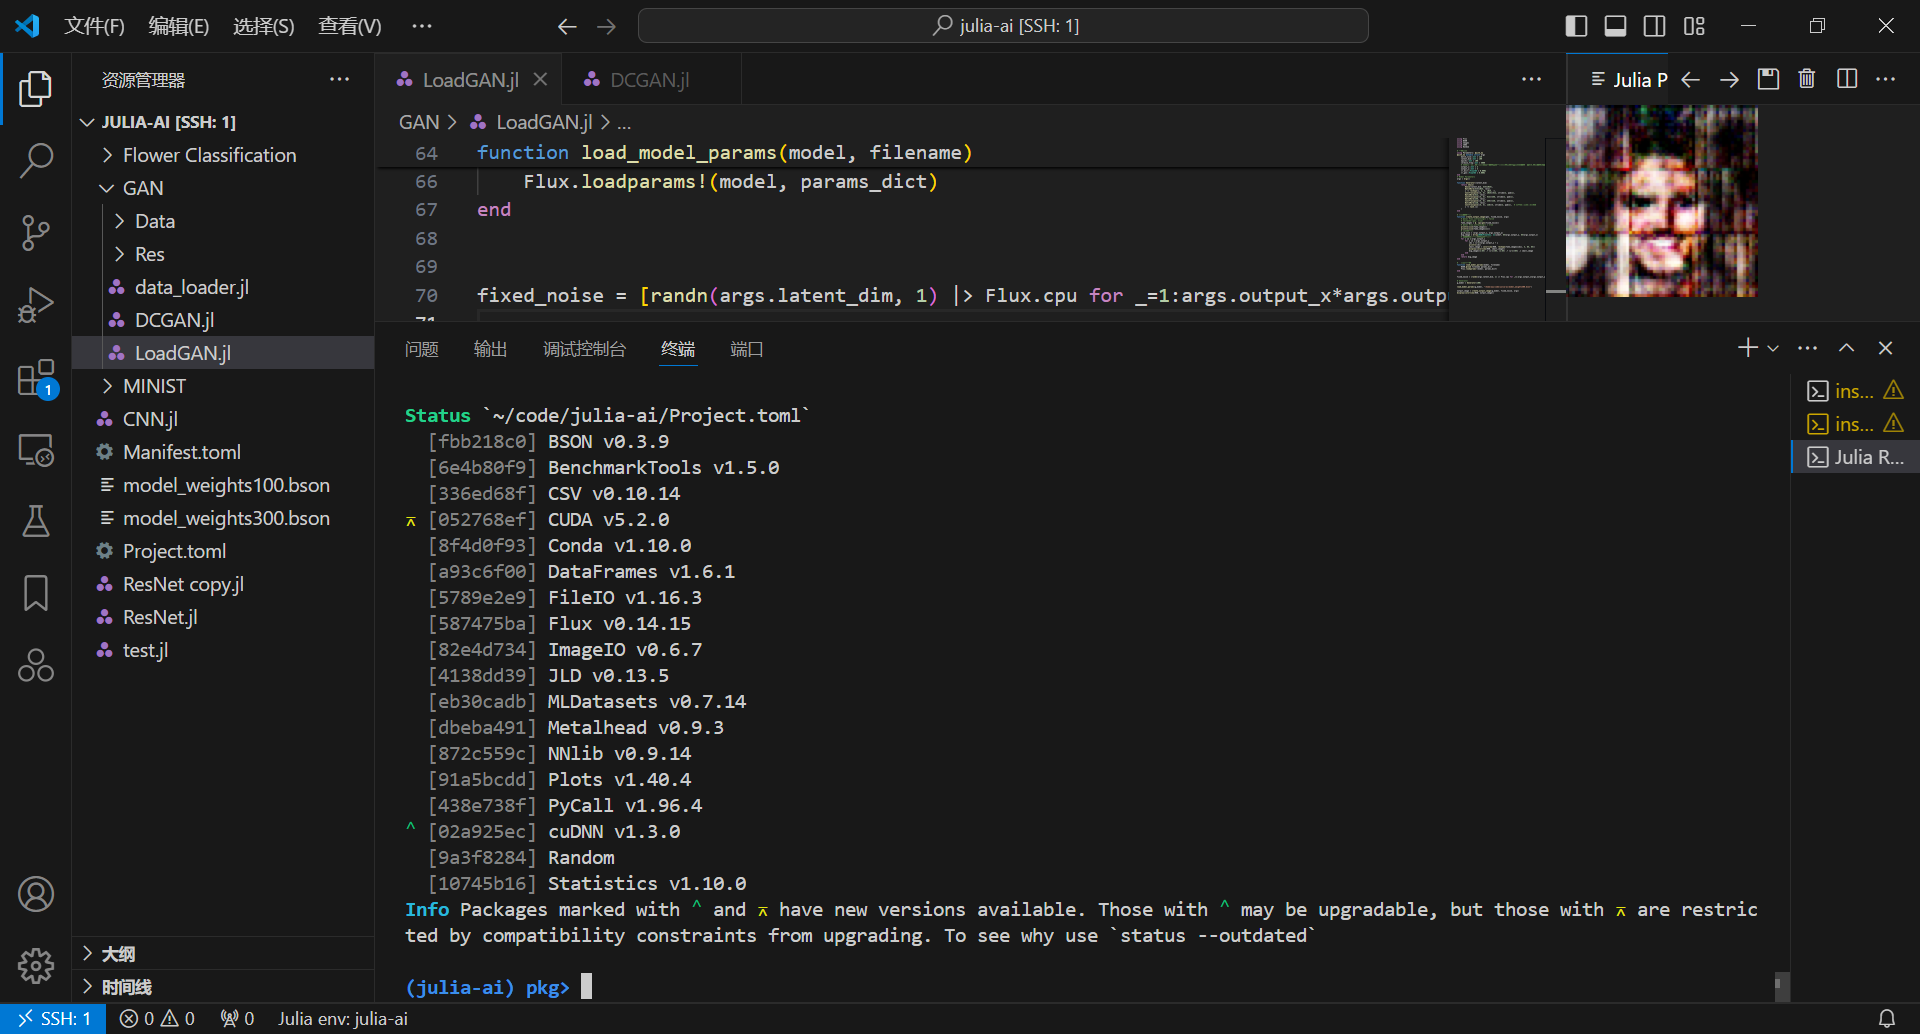 文件(F) 编辑(E) 选择(S) 查看(V) ···
julia-ai [SSH: 1]
资源管理器 ···
JULIA-AI [SSH: 1]
Flower Classification
GAN
Data
Res
data_loader.jl
DCGAN.jl
LoadGAN.jl
MINIST
CNN.jl
Manifest.toml
model_weights100.bson
model_weights300.bson
Project.toml
ResNet copy.jl
ResNet.jl
test.jl
大纲
时间线
1
LoadGAN.jl
DCGAN.jl
···
Julia P
···
GAN > LoadGAN.jl > ...
64 function load_model_params(model, filename)
66 Flux.loadparams!(model, params_dict)
67 end
68
69
70 fixed_noise = [randn(args.latent_dim, 1) |> Flux.cpu for _=1:args.output_x*args.outp
71
问题 输出 调试控制台 终端 端口
ins...
ins...
Julia R...
Status `~/code/julia-ai/Project.toml`
[fbb218c0] BSON v0.3.9
[6e4b80f9] BenchmarkTools v1.5.0
[336ed68f] CSV v0.10.14
⌅ [052768ef] CUDA v5.2.0
[8f4d0f93] Conda v1.10.0
[a93c6f00] DataFrames v1.6.1
[5789e2e9] FileIO v1.16.3
[587475ba] Flux v0.14.15
[82e4d734] ImageIO v0.6.7
[4138dd39] JLD v0.13.5
[eb30cadb] MLDatasets v0.7.14
[dbeba491] Metalhead v0.9.3
[872c559c] NNlib v0.9.14
[91a5bcdd] Plots v1.40.4
[438e738f] PyCall v1.96.4
^ [02a925ec] cuDNN v1.3.0
[9a3f8284] Random
[10745b16] Statistics v1.10.0
Info Packages marked with ^ and ⌅ have new versions available. Those with ^ may be upgradable, but those with ⌅ are restric
ted by compatibility constraints from upgrading. To see why use `status --outdated`
(julia-ai) pkg>
SSH: 1 0 0 0 Julia env: julia-ai